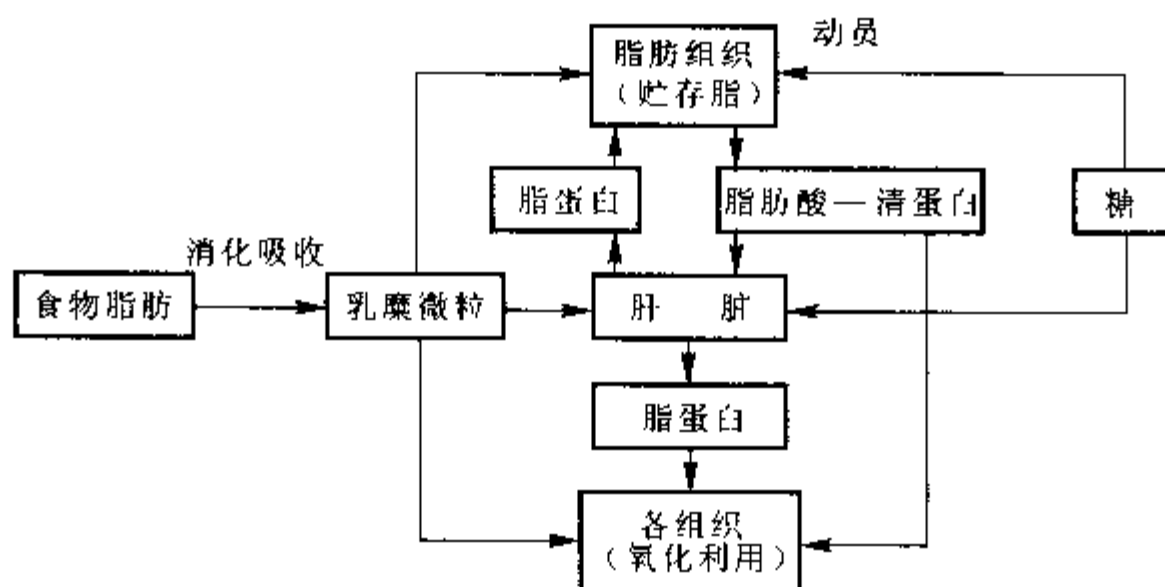 动员
脂肪组织
（贮存脂）
脂蛋白
脂肪酸—清蛋白
糖
消化吸收
食物脂肪
乳糜微粒
肝 脏
脂蛋白
各组织
（氧化利用）